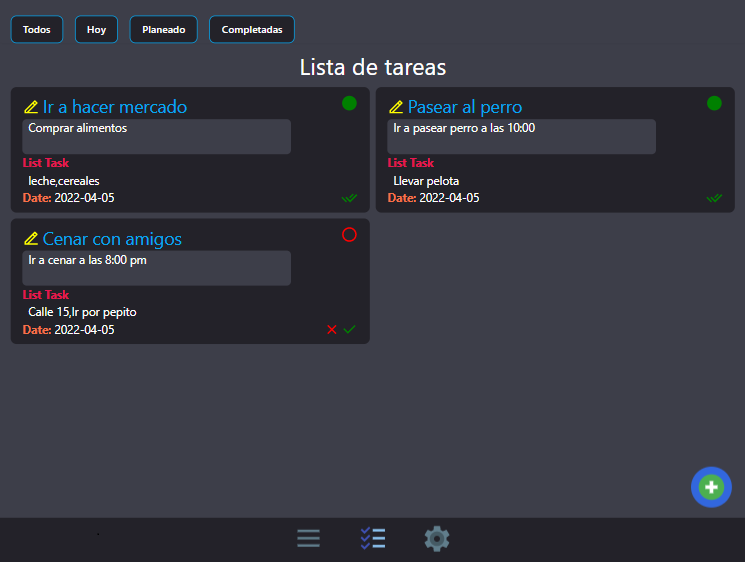 Todos Hoy Planeado Completadas
Lista de tareas
Ir a hacer mercado
Comprar alimentos
List Task
leche,cereales
Date: 2022-04-05
Pasear al perro
Ir a pasear perro a las 10:00
List Task
Llevar pelota
Date: 2022-04-05
Cenar con amigos
Ir a cenar a las 8:00 pm
List Task
Calle 15,Ir por pepito
Date: 2022-04-05